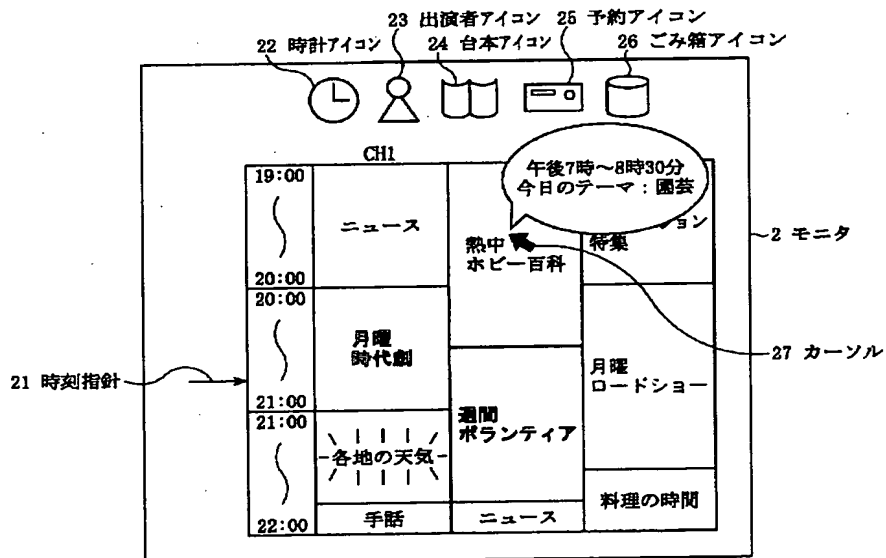 23 出演者アイコン
25 予約アイコン
22 時計アイコン
24 台本アイコン
26 ごみ箱アイコン
CH1
午後7時～8時30分
今日のテーマ：園芸
19:00
20:00
ニュース
熱中
ホビー百科
ション
特集
2 モニタ
20:00
21:00
月曜
時代劇
27 カーソル
月曜
ロードショー
21 時刻指針
週間
ボランティア
21:00
22:00
各地の天気
手話
ニュース
料理の時間